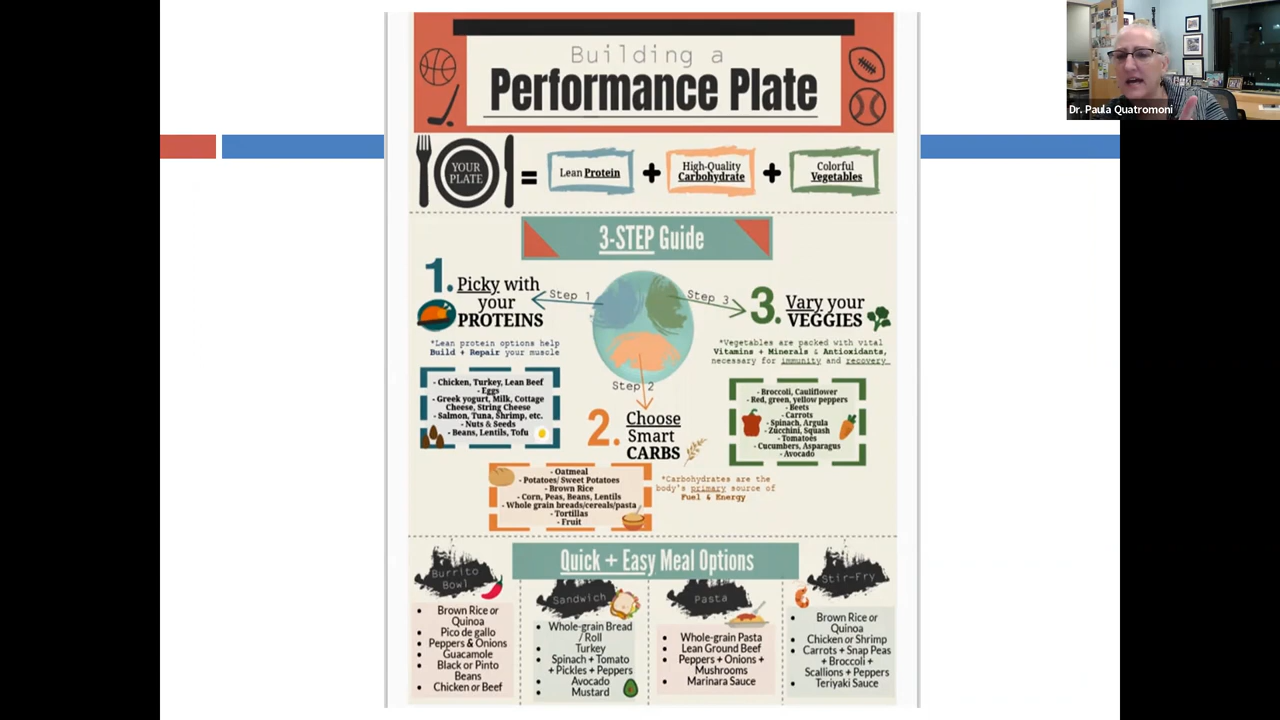 Building a
Performance Plate
Dr. Paula Quatromoni
YOUR
PLATE
=
Lean Protein
+
High-Quality
Carbohydrate
+
Colorful
Vegetables
3-STEP Guide
1. Picky with
your
PROTEINS
Step 1
Step 3
3. Vary your
VEGGIES
*Lean protein options help
Build + Repair your muscle
*Vegetables are packed with vital
Vitamins + Minerals & Antioxidants,
necessary for immunity and recovery
- Chicken, Turkey, Lean Beef
- Eggs
- Greek yogurt, Milk, Cottage
Cheese, String Cheese
- Salmon, Tuna, Shrimp, etc.
- Nuts & Seeds
- Beans, Lentils, Tofu
Step 2
2. Choose
Smart
CARBS
- Broccoli, Cauliflower
- Red, green, yellow peppers
- Beets
- Carrots
- Spinach, Argula
- Zucchini, Squash
- Tomatoes
- Cucumbers, Asparagus
- Avocado
- Oatmeal
- Potatoes/ Sweet Potatoes
- Brown Rice
- Corn, Peas, Beans, Lentils
- Whole grain breads/cereals/pasta
- Tortillas
- Fruit
*Carbohydrates are the
body's primary source of
Fuel & Energy
Quick + Easy Meal Options
Burrito
Bowl
• Brown Rice or
Quinoa
• Pico de gallo
• Peppers & Onions
• Guacamole
• Black or Pinto
Beans
• Chicken or Beef
Sandwich
• Whole-grain Bread
/ Roll
• Turkey
• Spinach + Tomato
+ Pickles + Peppers
• Avocado
• Mustard
Pasta
• Whole-grain Pasta
• Lean Ground Beef
• Peppers + Onions +
Mushrooms
• Marinara Sauce
Stir-Fry
• Brown Rice or
Quinoa
• Chicken or Shrimp
• Carrots + Snap Peas
+ Broccoli +
Scallions + Peppers
• Teriyaki Sauce